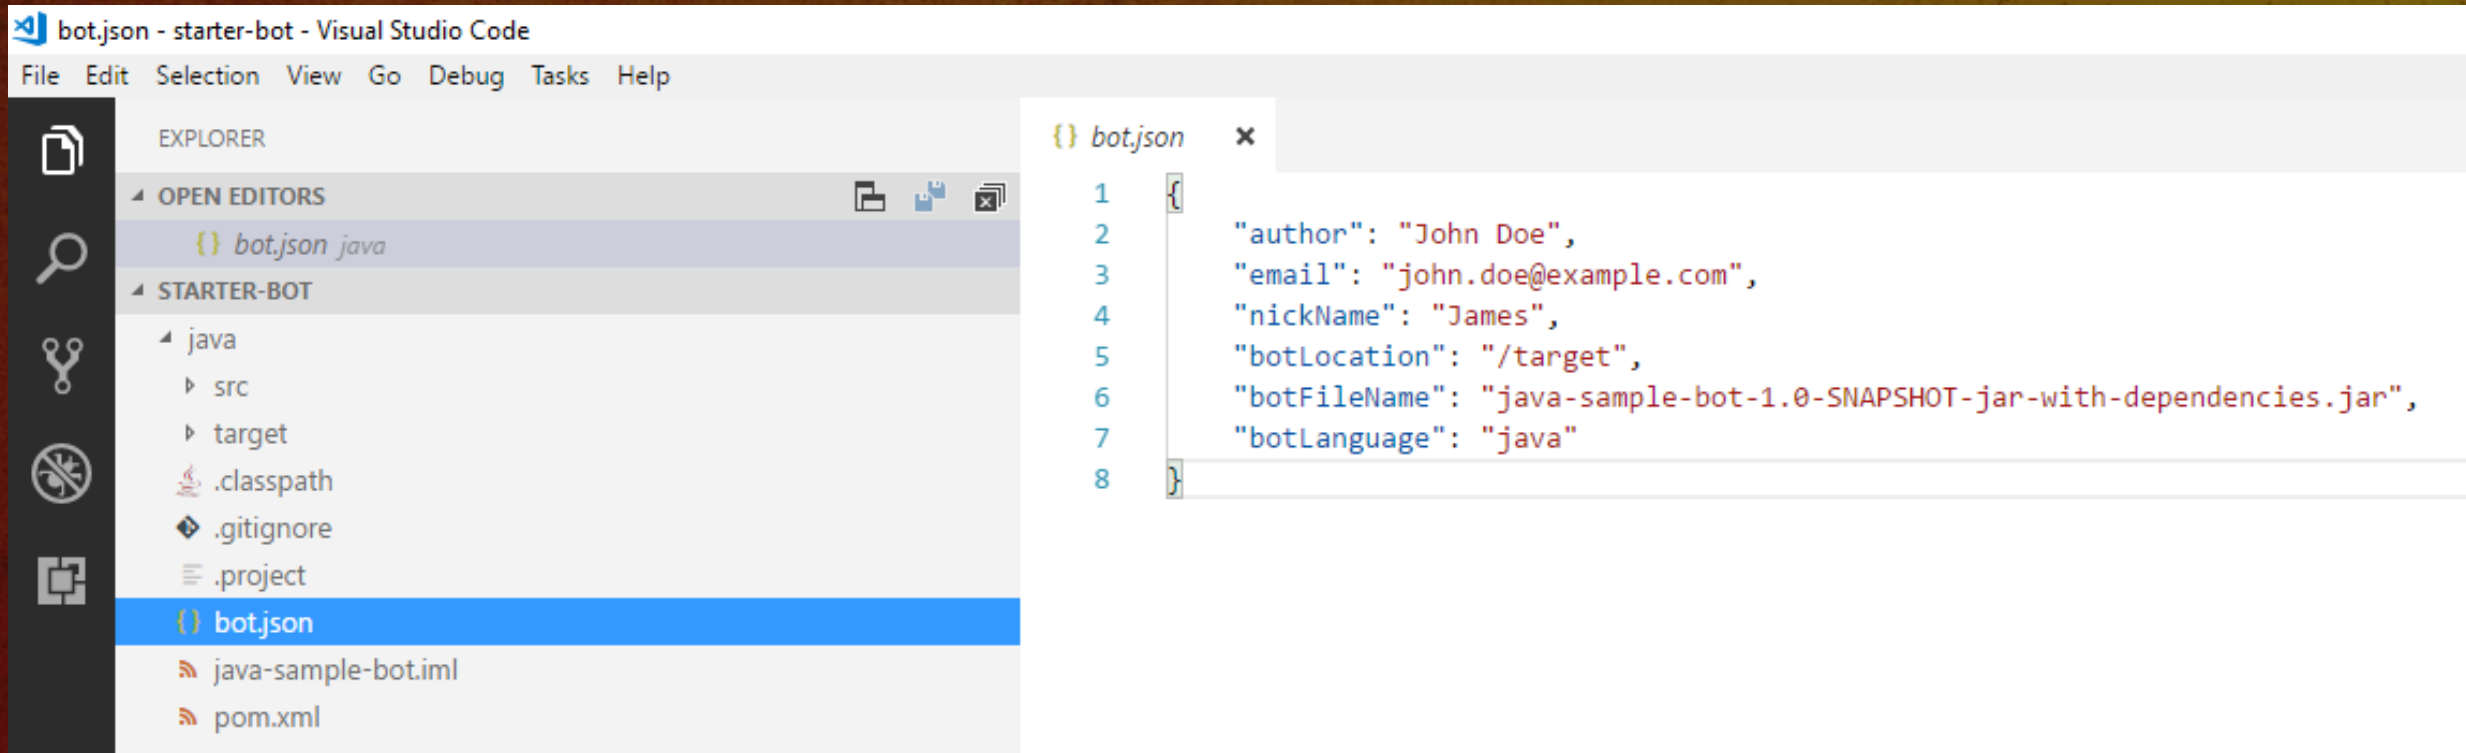 bot.json - starter-bot - Visual Studio Code
File Edit Selection View Go Debug Tasks Help
EXPLORER
OPEN EDITORS
{} bot.json java
STARTER-BOT
java
src
target
.classpath
.gitignore
.project
{} bot.json
java-sample-bot.iml
pom.xml
{} bot.json
1 {
2 "author": "John Doe",
3 "email": "john.doe@example.com",
4 "nickName": "James",
5 "botLocation": "/target",
6 "botFileName": "java-sample-bot-1.0-SNAPSHOT-jar-with-dependencies.jar",
7 "botLanguage": "java"
8 }